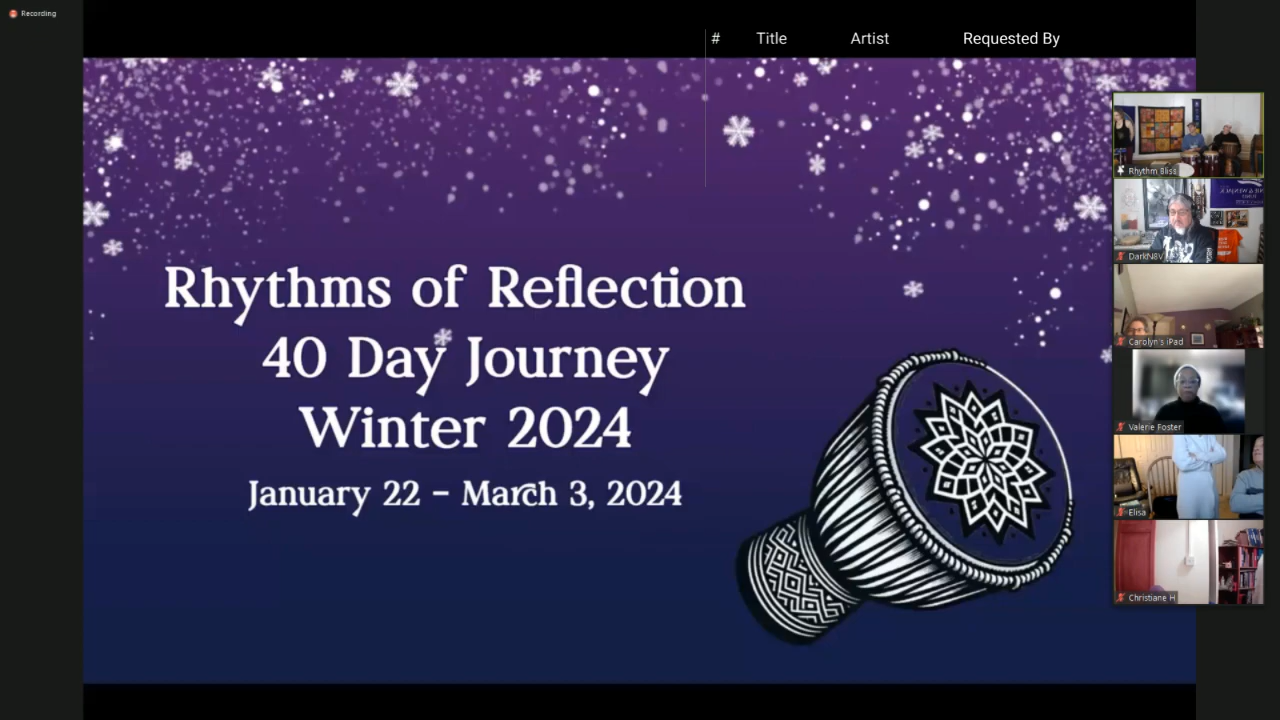 Recording
# Title Artist Requested By
Rhythms of Reflection
40 Day Journey
Winter 2024
January 22 – March 3, 2024
Rhythm Bliss
DarkN8V
Carolyn's iPad
Valerie Foster
Elisa
Christiane H